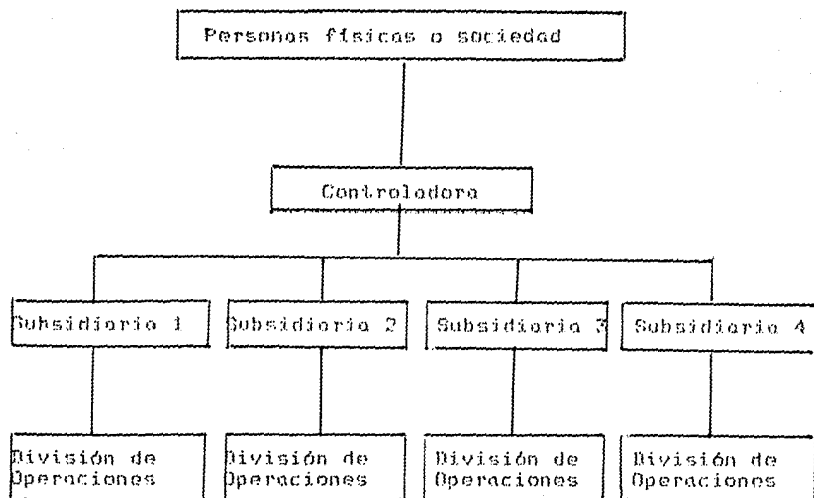 Personas físicas o sociedad
Controladora
Subsidiaria 1
Subsidiaria 2
Subsidiaria 3
Subsidiaria 4
División de
Operaciones
División de
Operaciones
División de
Operaciones
División de
Operaciones